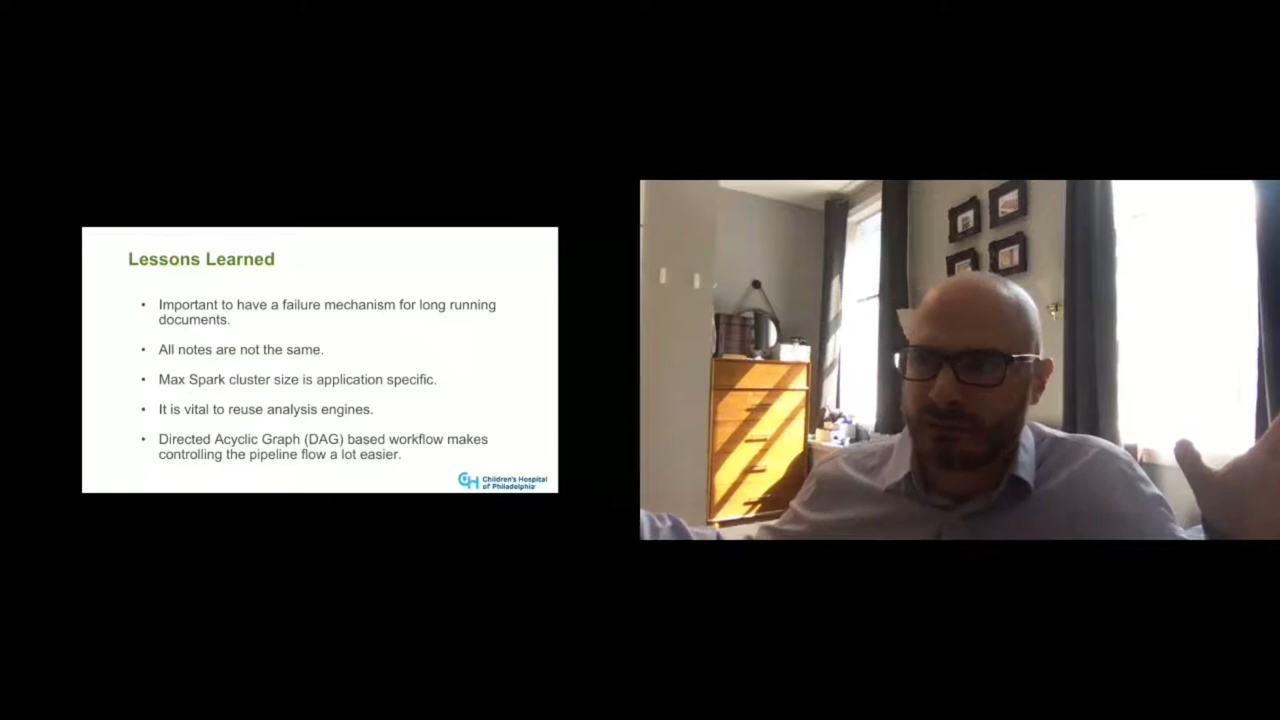 Lessons Learned
• Important to have a failure mechanism for long running
documents.
• All notes are not the same.
• Max Spark cluster size is application specific.
• It is vital to reuse analysis engines.
• Directed Acyclic Graph (DAG) based workflow makes
controlling the pipeline flow a lot easier.
CH Children's Hospital
of Philadelphia